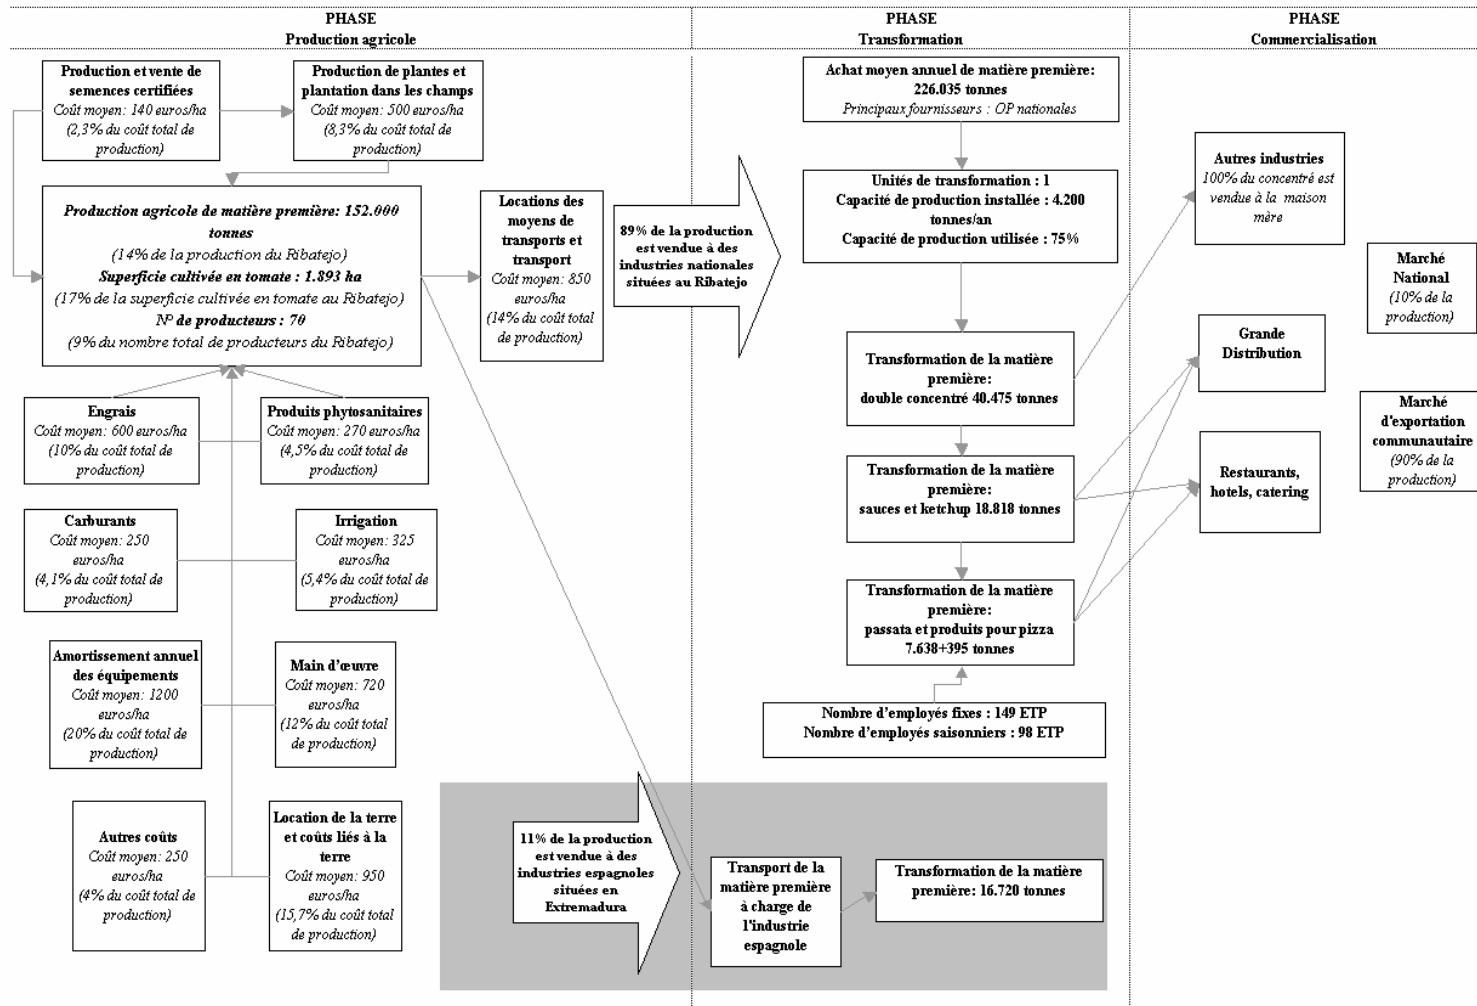 PHASE
Production agricole
PHASE
Transformation
PHASE
Commercialisation
Production et vente de
semences certifiées
Coût moyen: 140 euros/ha
(2,3% du coût total de
production)
Production de plantes et
plantation dans les champs
Coût moyen: 500 euros/ha
(8,3% du coût total de
production)
Production agricole de matière première: 152.000
tonnes
(14% de la production du Ribatejo)
Superficie cultivée en tomate : 1.893 ha
(17% de la superficie cultivée en tomate au Ribatejo)
Nº de producteurs : 70
(9% du nombre total de producteurs du Ribatejo)
Locations des
moyens de
transports et
transport
Coût moyen: 850
euros/ha
(14% du coût total
de production)
89% de la production
est vendue à des
industries nationales
situées au Ribatejo
Engrais
Coût moyen: 600 euros/ha
(10% du coût total de
production)
Produits phytosanitaires
Coût moyen: 270 euros/ha
(4,5% du coût total de
production)
Carburants
Coût moyen: 250
euros/ha
(4,1% du coût total de
production)
Irrigation
Coût moyen: 325
euros/ha
(5,4% du coût total de
production)
Amortissement annuel
des équipements
Coût moyen: 1200
euros/ha
(20% du coût total de
production)
Main d'œuvre
Coût moyen: 720
euros/ha
(12% du coût total
de production)
Autres coûts
Coût moyen: 250
euros/ha
(4% du coût total de
production)
Location de la terre
et coûts liés à la
terre
Coût moyen: 950
euros/ha
(15,7% du coût total
de production)
11% de la production
est vendue à des
industries espagnoles
situées en
Extremadura
Achat moyen annuel de matière première:
226.035 tonnes
Principaux fournisseurs : OP nationales
Unités de transformation : 1
Capacité de production installée : 4.200
tonnes/an
Capacité de production utilisée : 75%
Transformation de la matière
première:
double concentré 40.475 tonnes
Transformation de la matière
première:
sauces et ketchup 18.818 tonnes
Transformation de la matière
première:
passata et produits pour pizza
7.638+395 tonnes
Nombre d'employés fixes : 149 ETP
Nombre d'employés saisonniers : 98 ETP
Transport de la
matière première
à charge de
l'industrie
espagnole
Transformation de la matière
première: 16.720 tonnes
Autres industries
100% du concentré est
vendue à la maison
mère
Grande
Distribution
Restaurants,
hotels, catering
Marché
National
(10% de la
production)
Marché
d'exportation
communautaire
(90% de la
production)